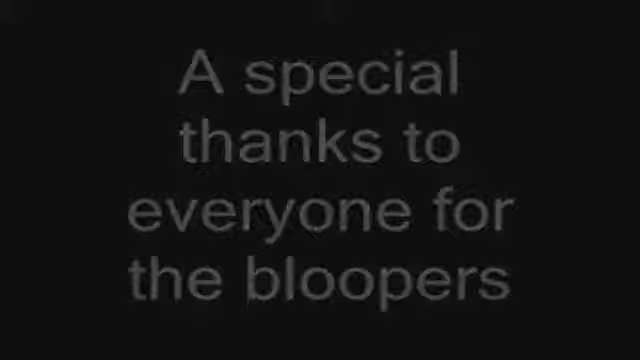 A special
thanks to
everyone for
the bloopers